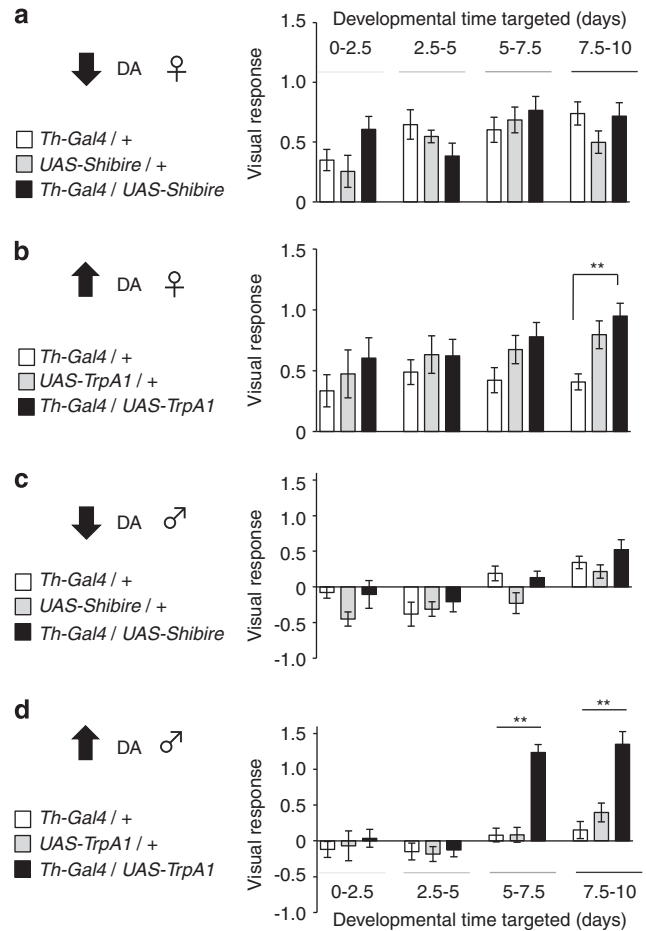 a
DA ♀
Th-Gal4 / +
UAS-Shibire / +
Th-Gal4 / UAS-Shibire
Developmental time targeted (days)
0-2.5 2.5-5 5-7.5 7.5-10
Visual response
1.5
1.0
0.5
0
b
DA ♀
Th-Gal4 / +
UAS-TrpA1 / +
Th-Gal4 / UAS-TrpA1
Visual response
1.5
1.0
0.5
0
**
c
DA ♂
Th-Gal4 / +
UAS-Shibire / +
Th-Gal4 / UAS-Shibire
Visual response
1.5
1.0
0.5
0
-0.5
-1.0
d
DA ♂
Th-Gal4 / +
UAS-TrpA1 / +
Th-Gal4 / UAS-TrpA1
Visual response
1.5
1.0
0.5
0
-0.5
-1.0
** **
0-2.5 2.5-5 5-7.5 7.5-10
Developmental time targeted (days)